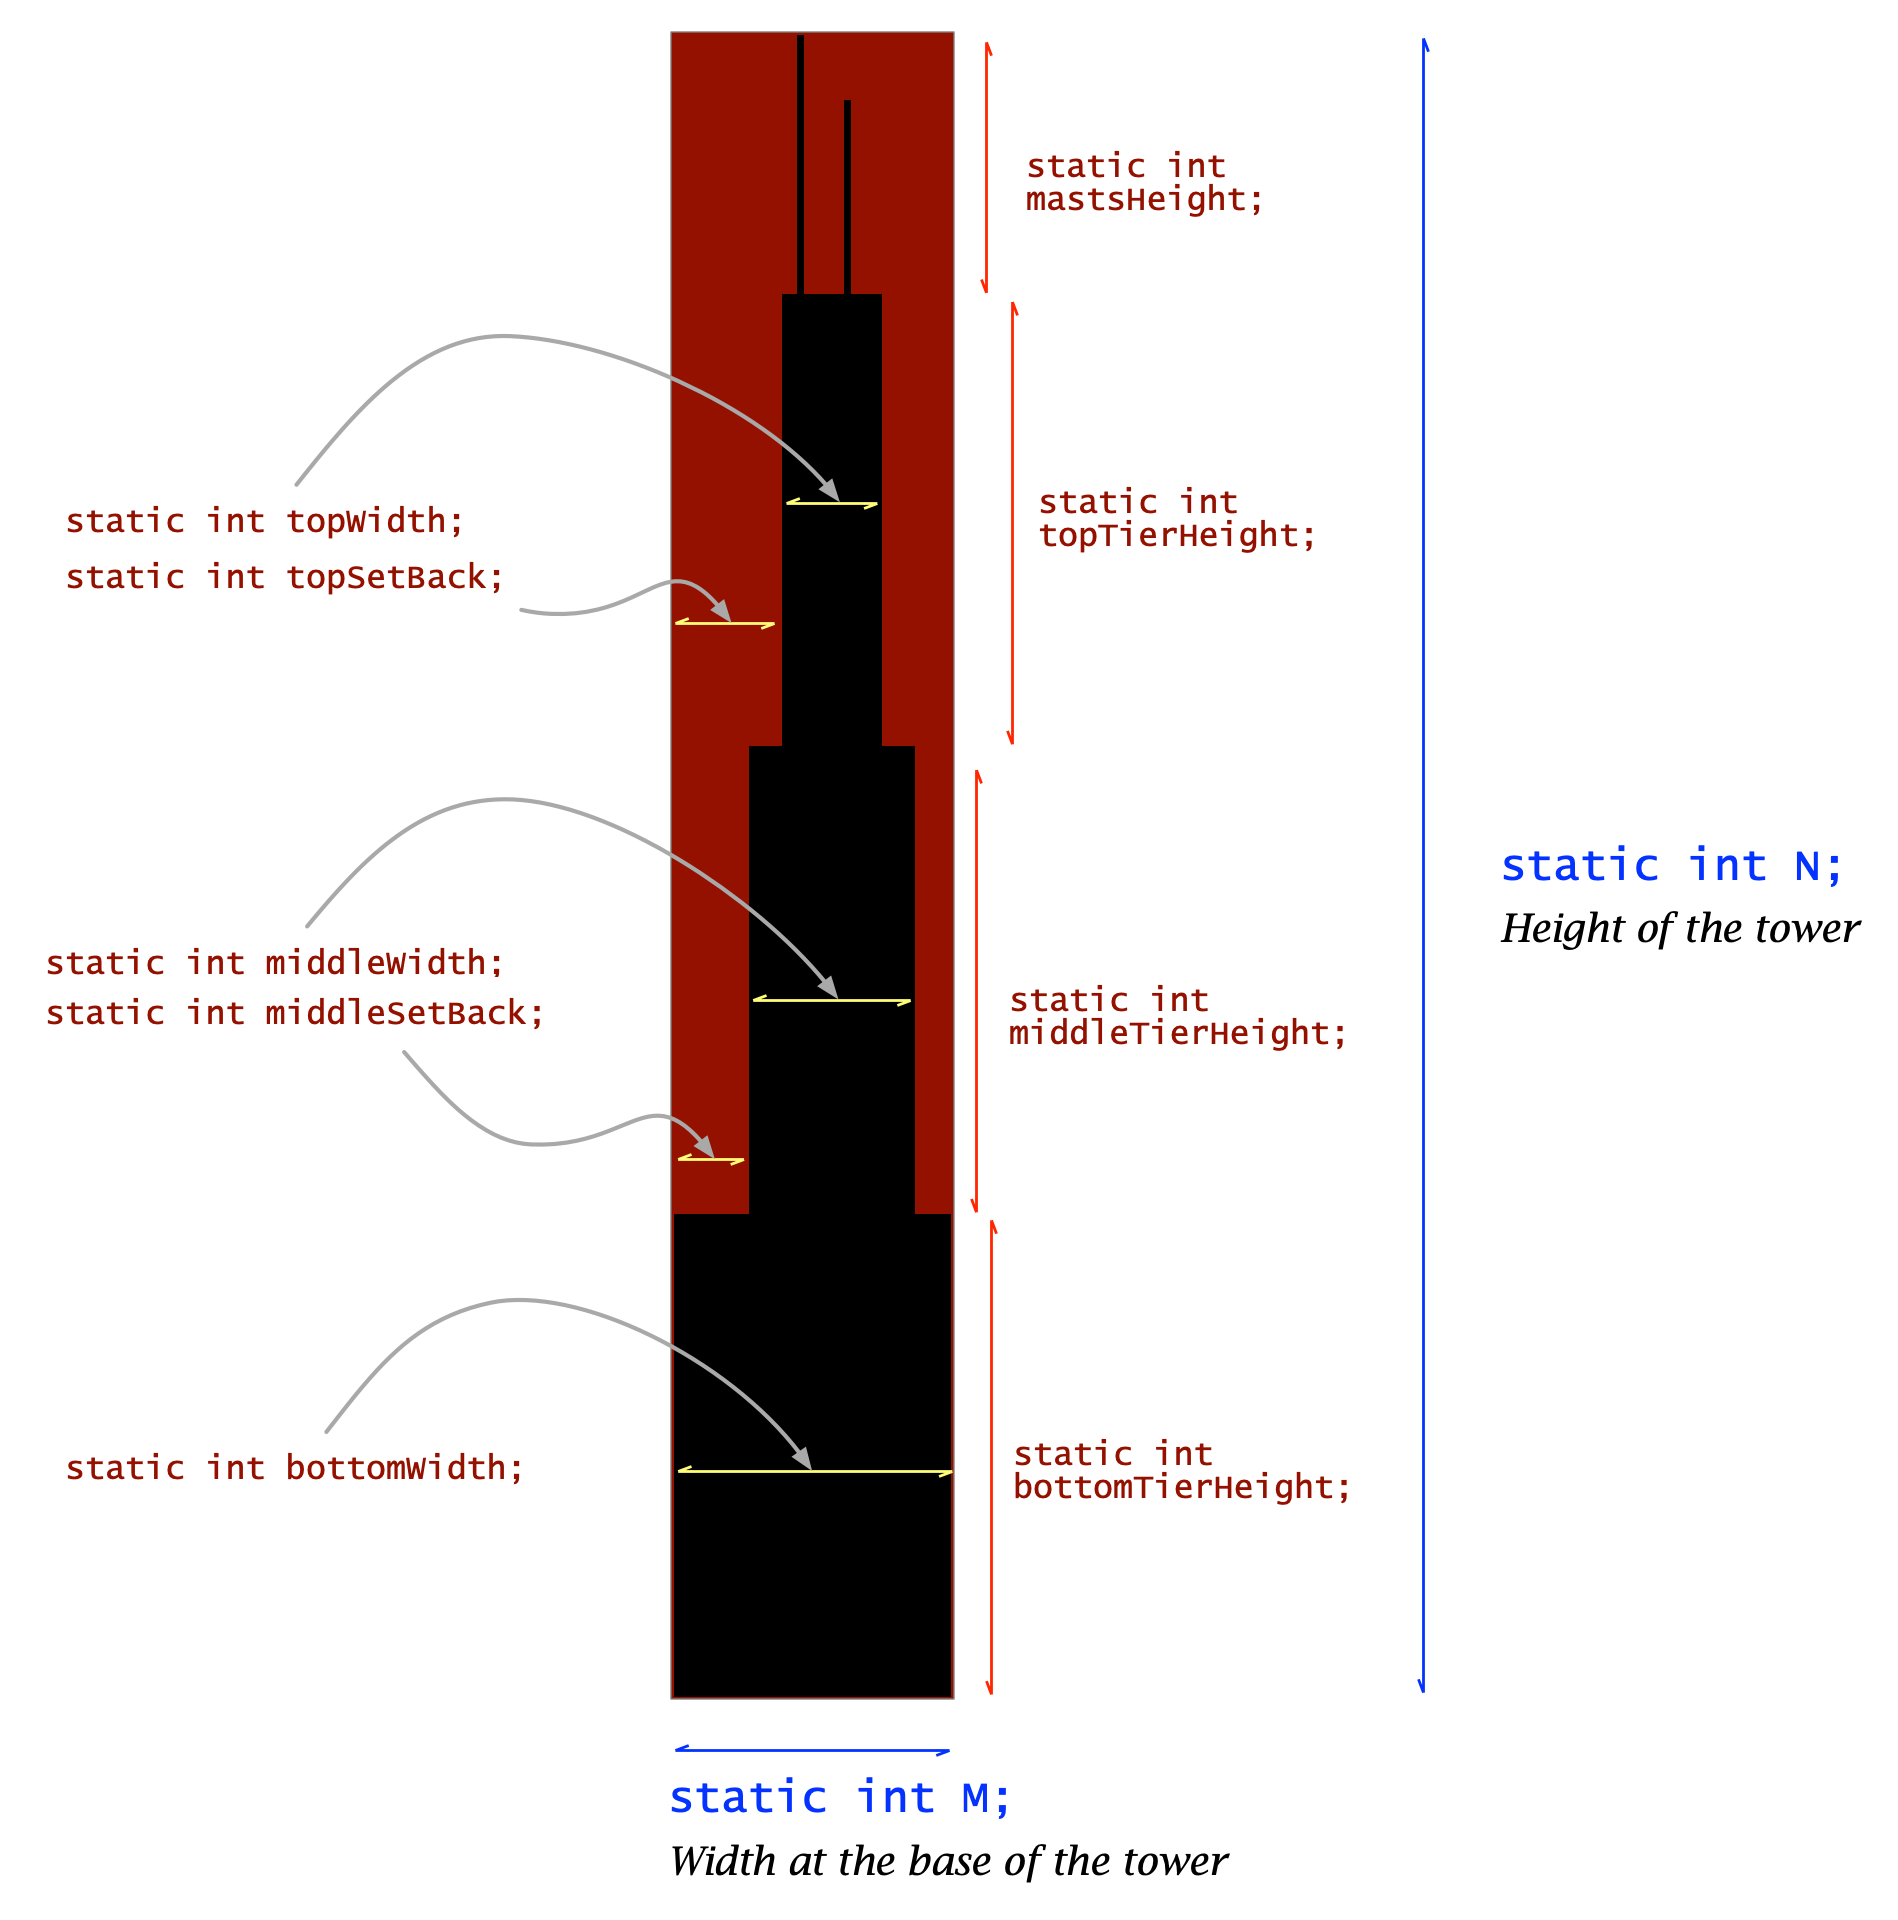 static int
mastsHeight;
static int topWidth;
static int topSetBack;
static int
topTierHeight;
static int N;
Height of the tower
static int middleWidth;
static int middleSetBack;
static int
middleTierHeight;
static int bottomWidth;
static int
bottomTierHeight;
static int M;
Width at the base of the tower